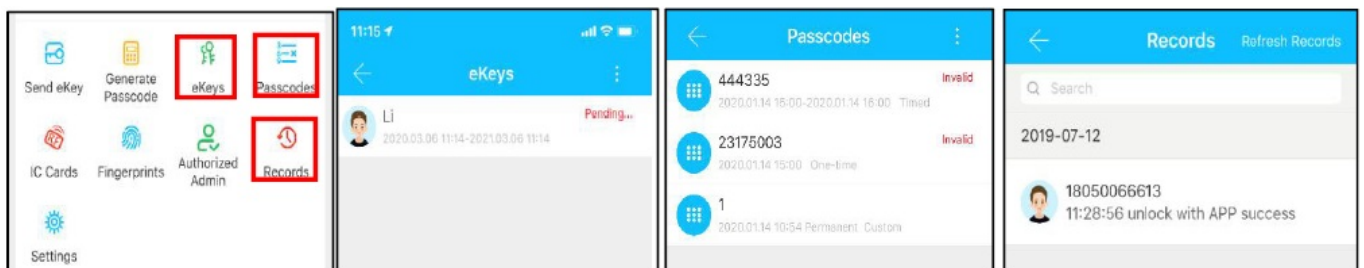 Send eKey
Generate
Passcode
eKeys
Passcodes
IC Cards
Fingerprints
Authorized
Admin
Records
Settings
11:15
eKeys
Li
Pending...
2020.03.06 11:14-2021.03.06 11:14
Passcodes
444335
Invalid
2020.01.14 16:00-2020.01.14 16:00 Timed
23175003
Invalid
2020.01.14 15:00 One-time
1
2020.01.14 10:54 Permanent Custom
Records
Refresh Records
Search
2019-07-12
18050066613
11:28:56 unlock with APP success